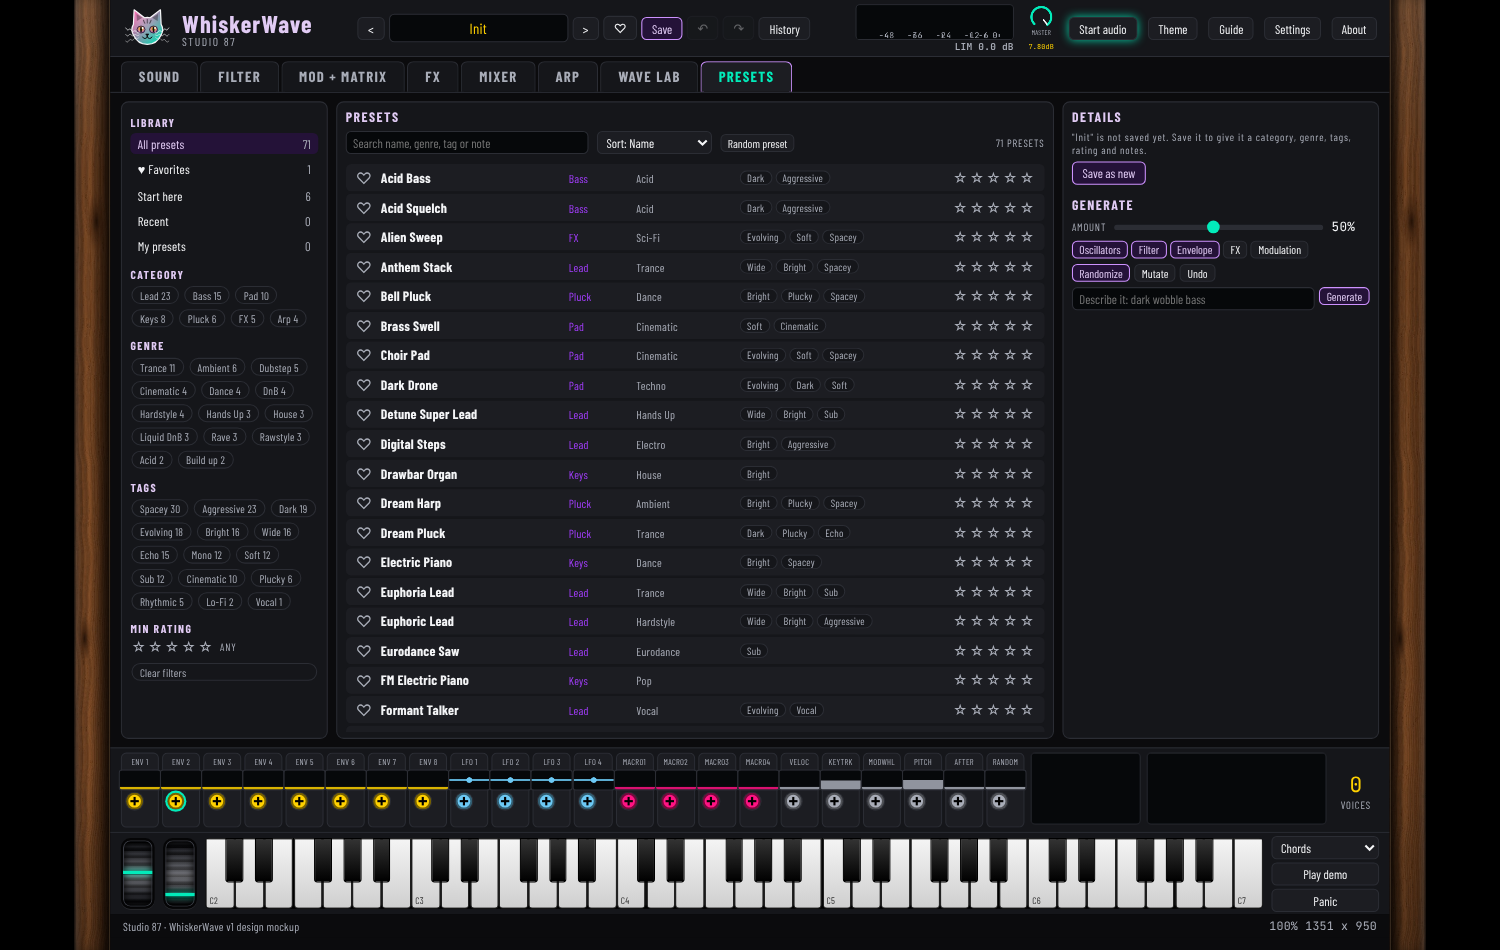 WhiskerWave
STUDIO 87
<
Init
>
Save
History
-48 -36 -24 -12 -6 0
LIM 0.0 dB
MASTER
7.80dB
Start audio
Theme
Guide
Settings
About
SOUND
FILTER
MOD + MATRIX
FX
MIXER
ARP
WAVE LAB
PRESETS
LIBRARY
All presets 71
♥ Favorites 1
Start here 6
Recent 0
My presets 0
CATEGORY
Lead 23 Bass 15 Pad 10
Keys 8 Pluck 6 FX 5 Arp 4
GENRE
Trance 11 Ambient 6 Dubstep 5
Cinematic 4 Dance 4 DnB 4
Hardstyle 4 Hands Up 3 House 3
Liquid DnB 3 Rave 3 Rawstyle 3
Acid 2 Build up 2
TAGS
Spacey 30 Aggressive 23 Dark 19
Evolving 18 Bright 16 Wide 16
Echo 15 Mono 12 Soft 12
Sub 12 Cinematic 10 Plucky 6
Rhythmic 5 Lo-Fi 2 Vocal 1
MIN RATING
☆ ☆ ☆ ☆ ☆ ANY
Clear filters
PRESETS
Search name, genre, tag or note
Sort: Name
Random preset
71 PRESETS
Acid Bass Bass Acid Dark Aggressive
Acid Squelch Bass Acid Dark Aggressive
Alien Sweep FX Sci-Fi Evolving Soft Spacey
Anthem Stack Lead Trance Wide Bright Spacey
Bell Pluck Pluck Dance Bright Plucky Spacey
Brass Swell Pad Cinematic Soft Cinematic
Choir Pad Pad Cinematic Evolving Soft Spacey
Dark Drone Pad Techno Evolving Dark Soft
Detune Super Lead Lead Hands Up Wide Bright Sub
Digital Steps Lead Electro Bright Aggressive
Drawbar Organ Keys House Bright
Dream Harp Pluck Ambient Bright Plucky Spacey
Dream Pluck Pluck Trance Dark Plucky Echo
Electric Piano Keys Dance Bright Spacey
Euphoria Lead Lead Trance Wide Bright Sub
Euphoric Lead Lead Hardstyle Wide Bright Aggressive
Eurodance Saw Lead Eurodance Sub
FM Electric Piano Keys Pop
Formant Talker Lead Vocal Evolving Vocal
DETAILS
"Init" is not saved yet. Save it to give it a category, genre, tags,
rating and notes.
Save as new
GENERATE
AMOUNT 50%
Oscillators Filter Envelope FX Modulation
Randomize Mutate Undo
Describe it: dark wobble bass
Generate
ENV 1 ENV 2 ENV 3 ENV 4 ENV 5 ENV 6 ENV 7 ENV 8 LFO 1 LFO 2 LFO 3 LFO 4 MACRO1 MACRO2 MACRO3 MACRO4 VELOC KEYTRK MODWHL PITCH AFTER RANDOM
0
VOICES
C2 C3 C4 C5 C6 C7
Chords
Play demo
Panic
Studio 87 · WhiskerWave v1 design mockup
100% 1351 x 950